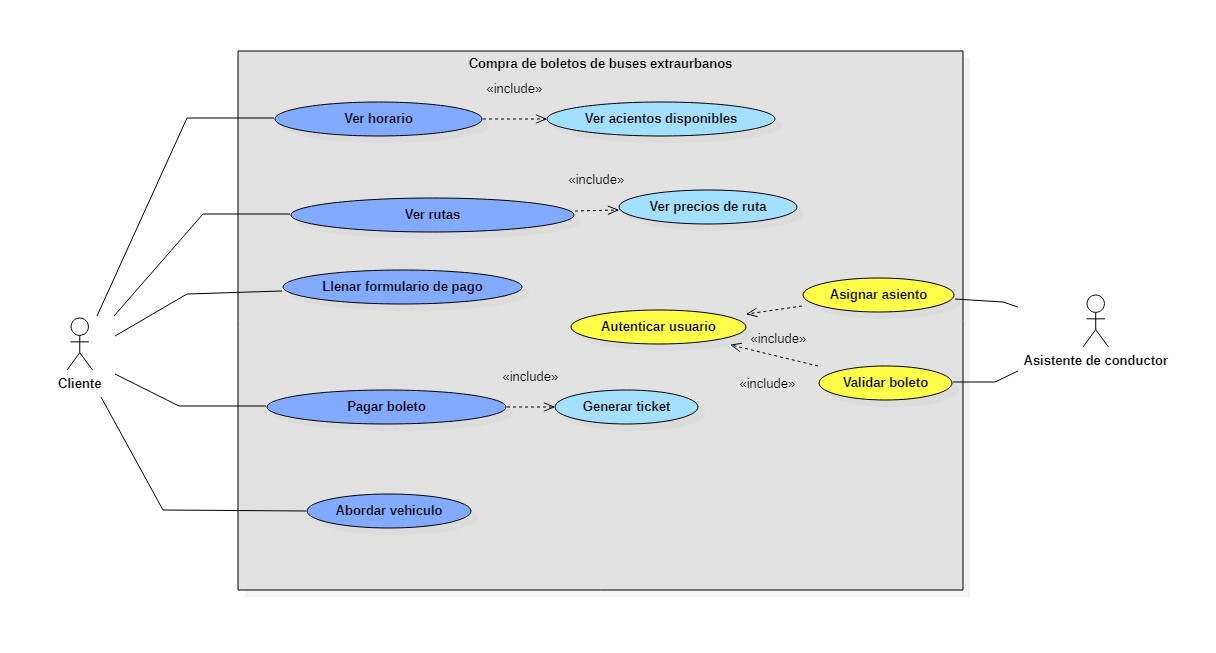 Compra de boletos de buses extraurbanos
«include»
Ver horario
Ver acientos disponibles
«include»
Ver rutas
Ver precios de ruta
Llenar formulario de pago
Asignar asiento
Autenticar usuario
«include»
Asistente de conductor
Cliente
«include»
«include»
Validar boleto
Pagar boleto
Generar ticket
Abordar vehiculo